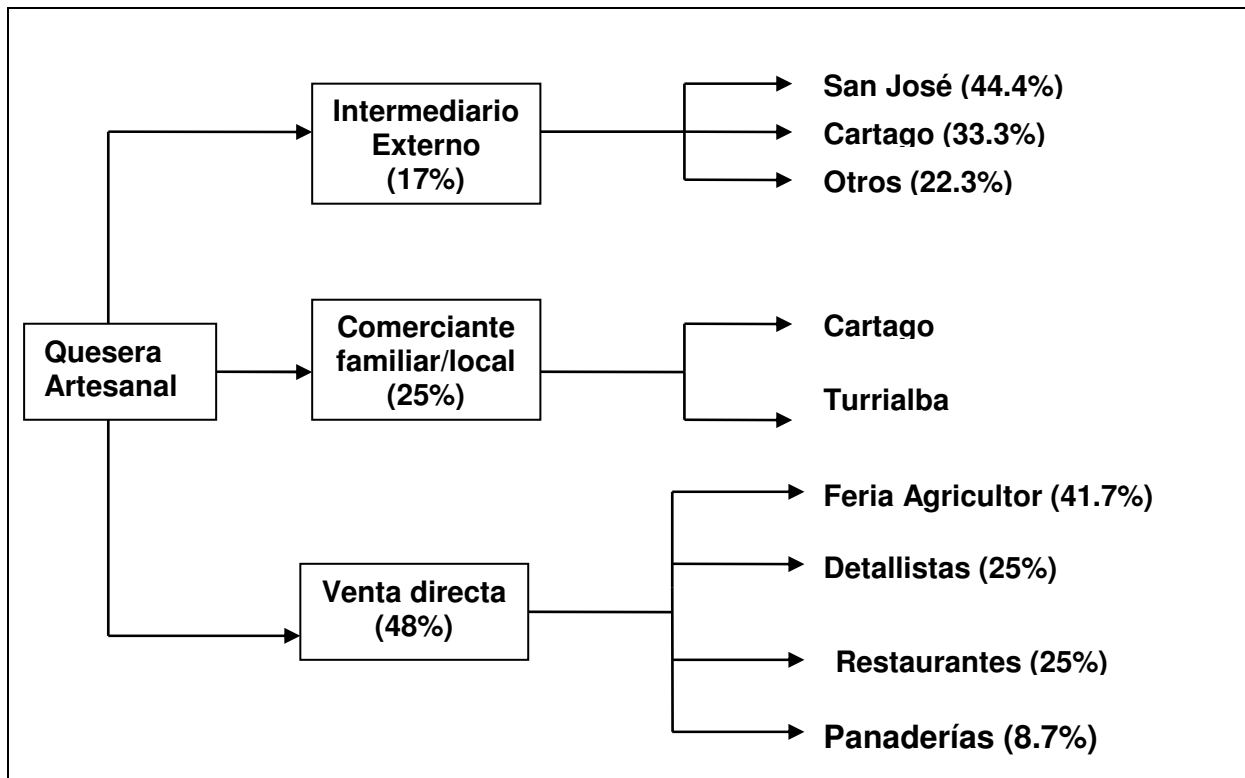 Quesera
Artesanal
Intermediario
Externo
(17%)
San José (44.4%)
Cartago (33.3%)
Otros (22.3%)
Comerciante
familiar/local
(25%)
Cartago
Turrialba
Venta directa
(48%)
Feria Agricultor (41.7%)
Detallistas (25%)
Restaurantes (25%)
Panaderías (8.7%)